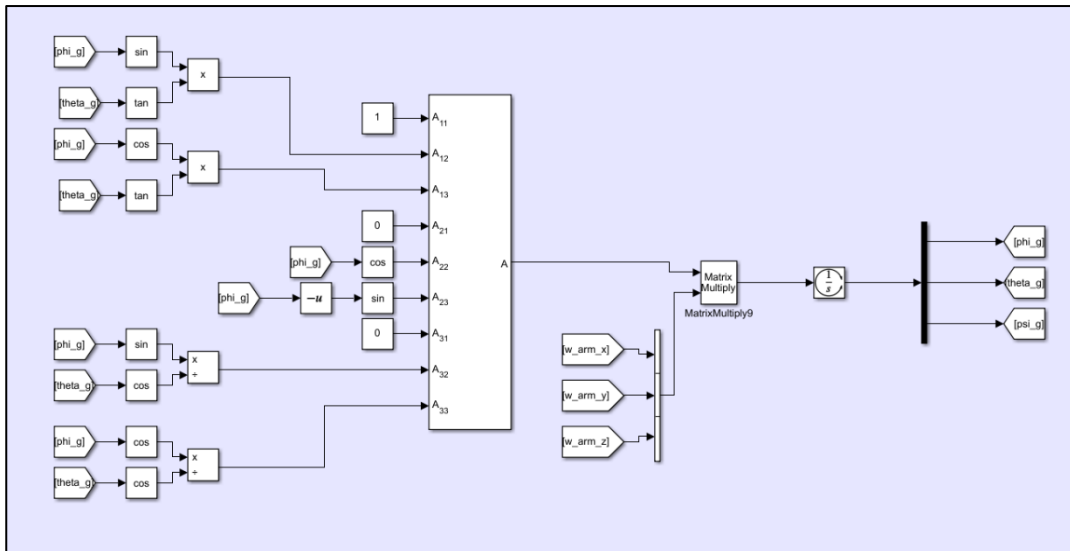 [phi_g]
sin
x
[theta_g
tan
[phi_g]
cos
x
[theta_g
tan
1
A11
A12
A13
0
A21
[phi_g]
cos
A22
[phi_g]
-u
sin
A23
0
A31
A32
A33
A
[phi_g]
sin
x
÷
[theta_g
cos
[phi_g]
cos
x
÷
[theta_g
cos
Matrix
Multiply
MatrixMultiply9
[w_arm_x]
[w_arm_y]
[w_arm_z]
1
s
[phi_g]
theta_g]
[psi_g]